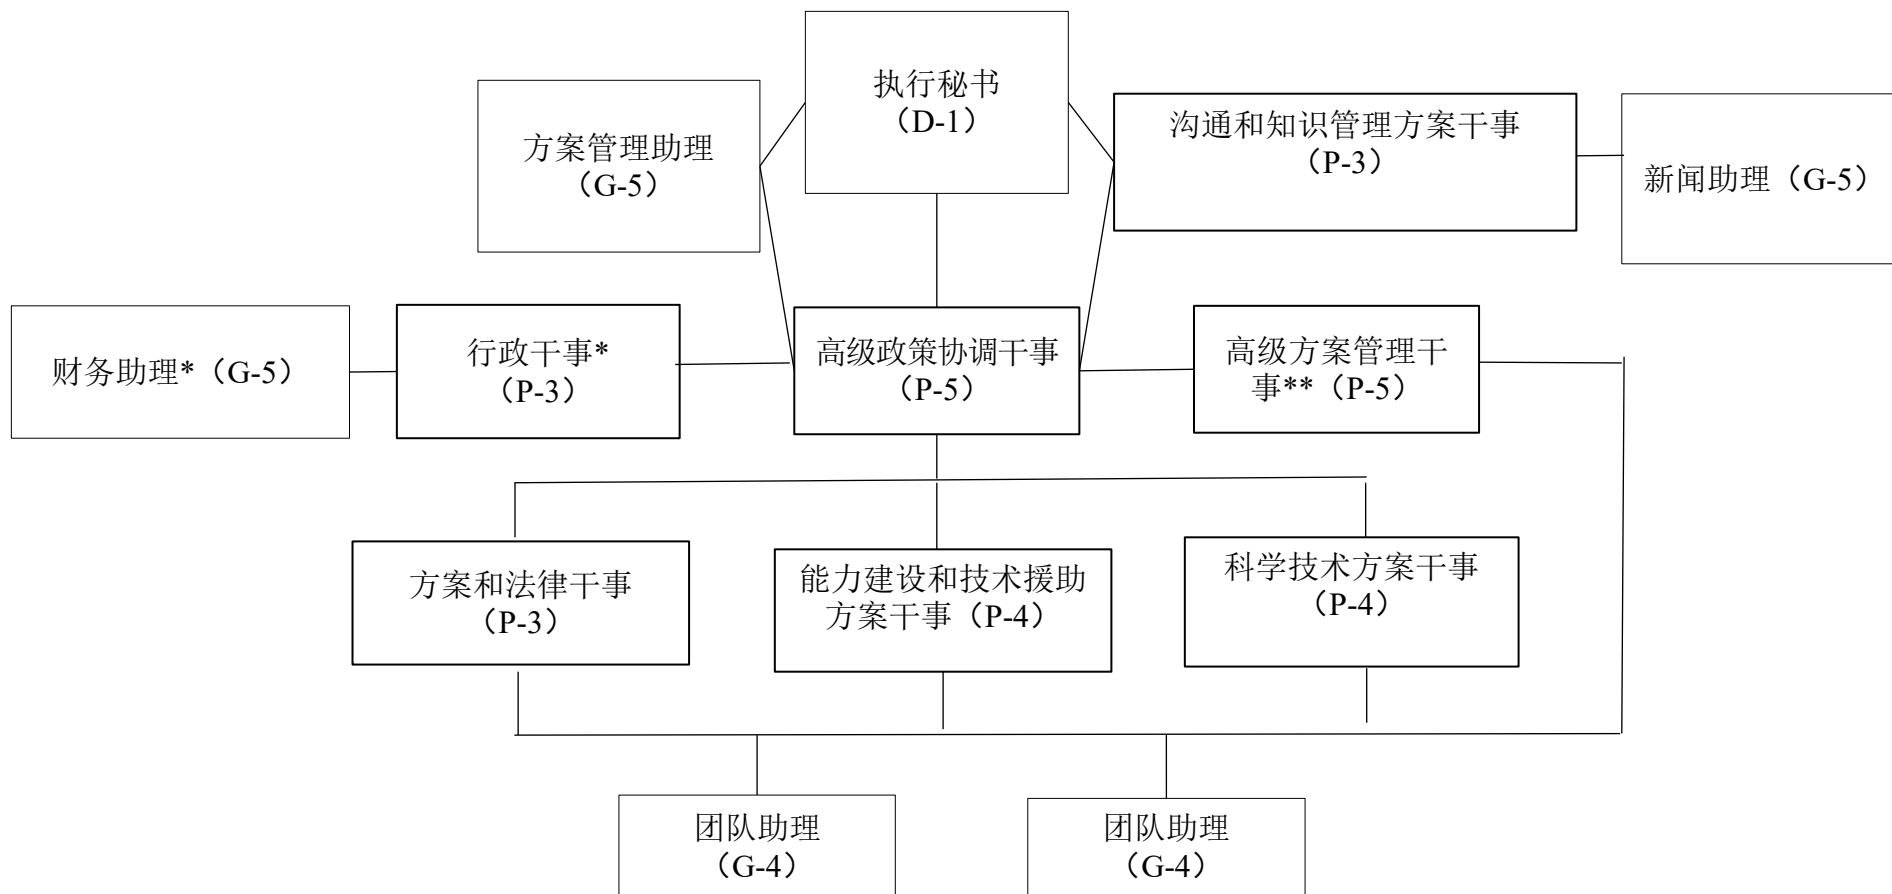 执行秘书
（D-1）
方案管理助理
（G-5）
沟通和知识管理方案干事
（P-3）
新闻助理（G-5）
财务助理*（G-5）
行政干事*
（P-3）
高级政策协调干事
（P-5）
高级方案管理干
事**（P-5）
方案和法律干事
（P-3）
能力建设和技术援助
方案干事（P-4）
科学技术方案干事
（P-4）
团队助理
（G-4）
团队助理
（G-4）